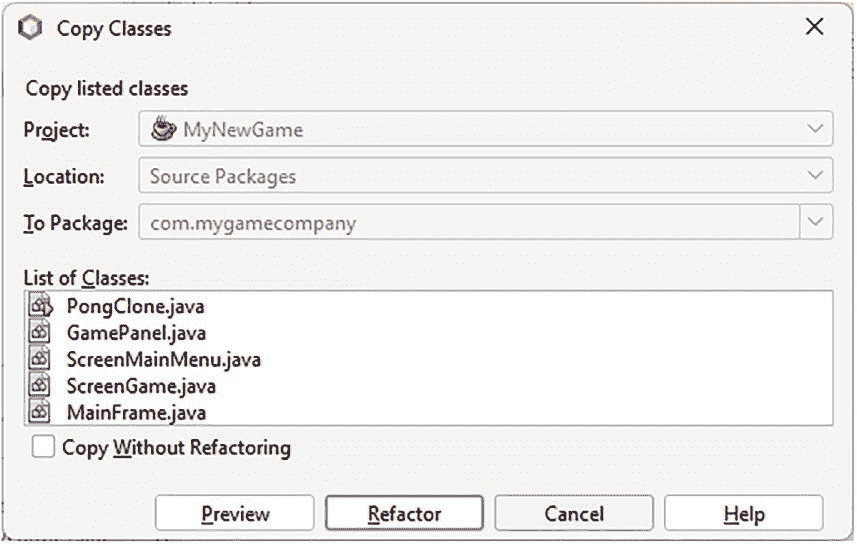 Copy Classes
Copy listed classes
Project: MyNewGame
Location: Source Packages
To Package: com.mygamecompany
List of Classes:
PongClone.java
GamePanel.java
ScreenMainMenu.java
ScreenGame.java
MainFrame.java
Copy Without Refactoring
Preview Refactor Cancel Help